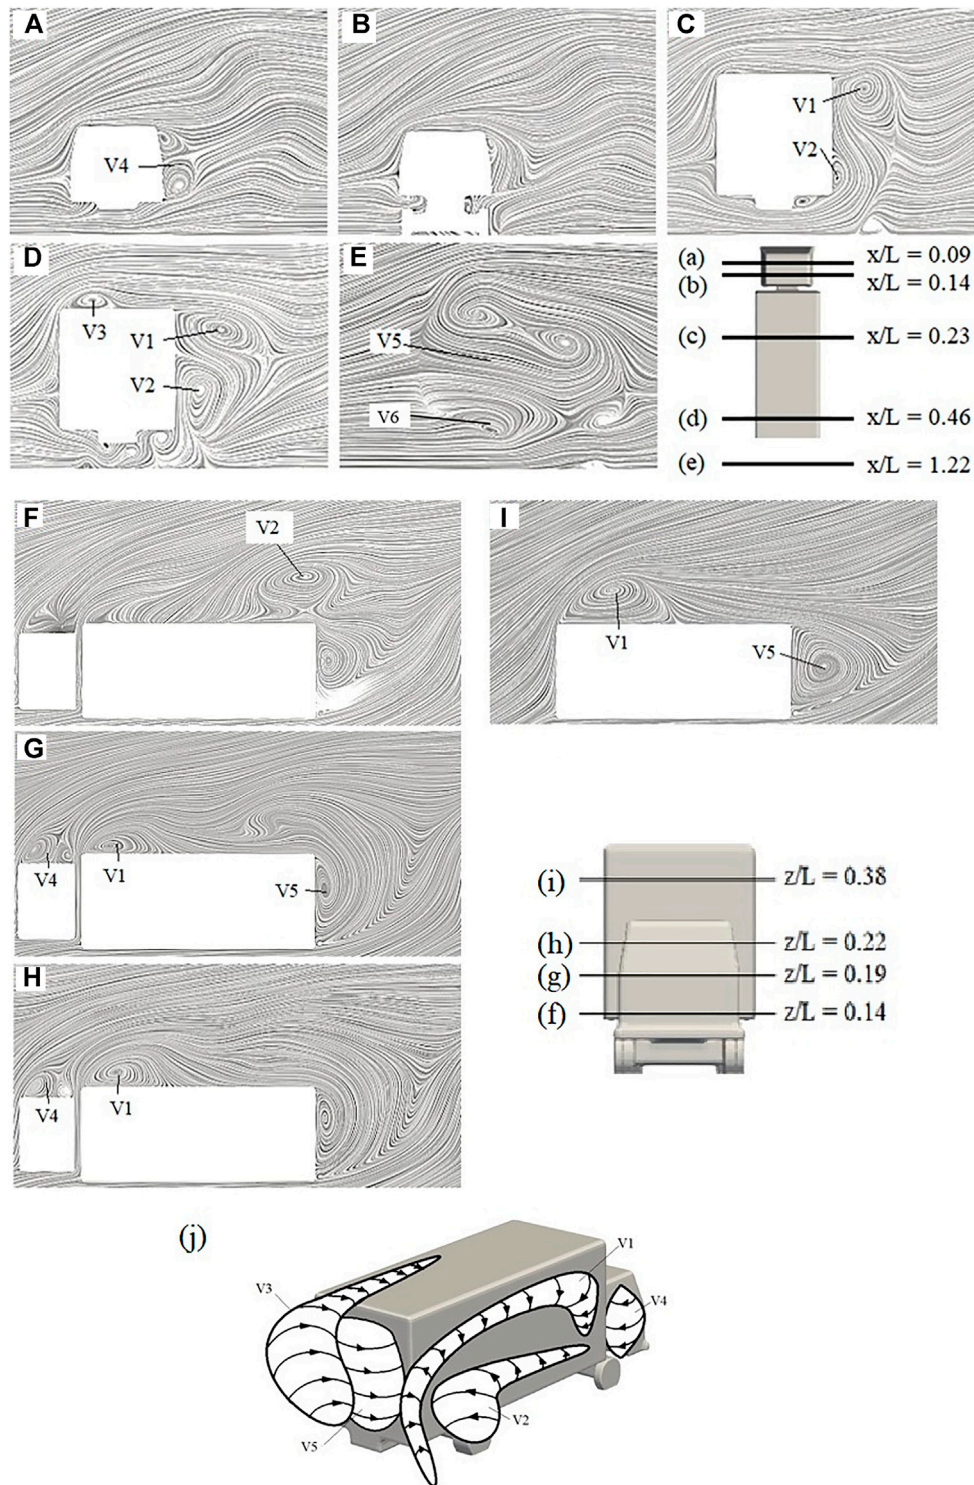 A
B
C
V4
V1
V2
D
E
V3
V1
V2
V5
V6
(a) x/L = 0.09
(b) x/L = 0.14
(c) x/L = 0.23
(d) x/L = 0.46
(e) x/L = 1.22
F
V2
I
V1
V5
G
V4
V1
V5
H
V4
V1
(i) z/L = 0.38
(h) z/L = 0.22
(g) z/L = 0.19
(f) z/L = 0.14
(j)
V1
V3
V4
V2
V5